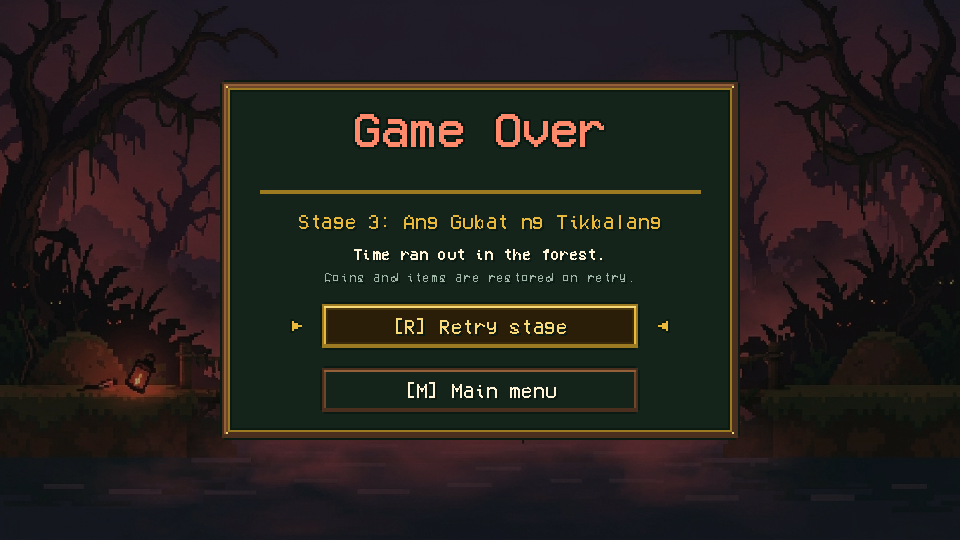 Game Over
Stage 3: Ang Gubat ng Tikbalang
Time ran out in the forest.
Coins and items are restored on retry.
[R] Retry stage
[M] Main menu